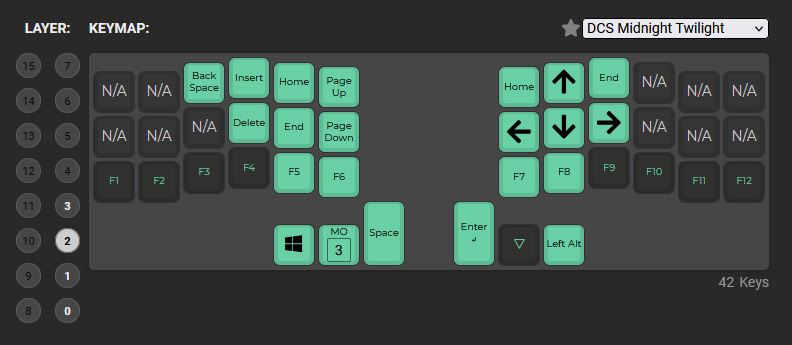 LAYER: KEYMAP: DCS Midnight Twilight
15 7
14 6
13 5
12 4
11 3
10 2
9 1
8 0
N/A N/A Back Space Insert Home Page Up Home End N/A N/A N/A
N/A N/A N/A Delete End Page Down N/A N/A N/A
F1 F2 F3 F4 F5 F6 F7 F8 F9 F10 F11 F12
MO 3 Space Enter Left Alt
42 Keys